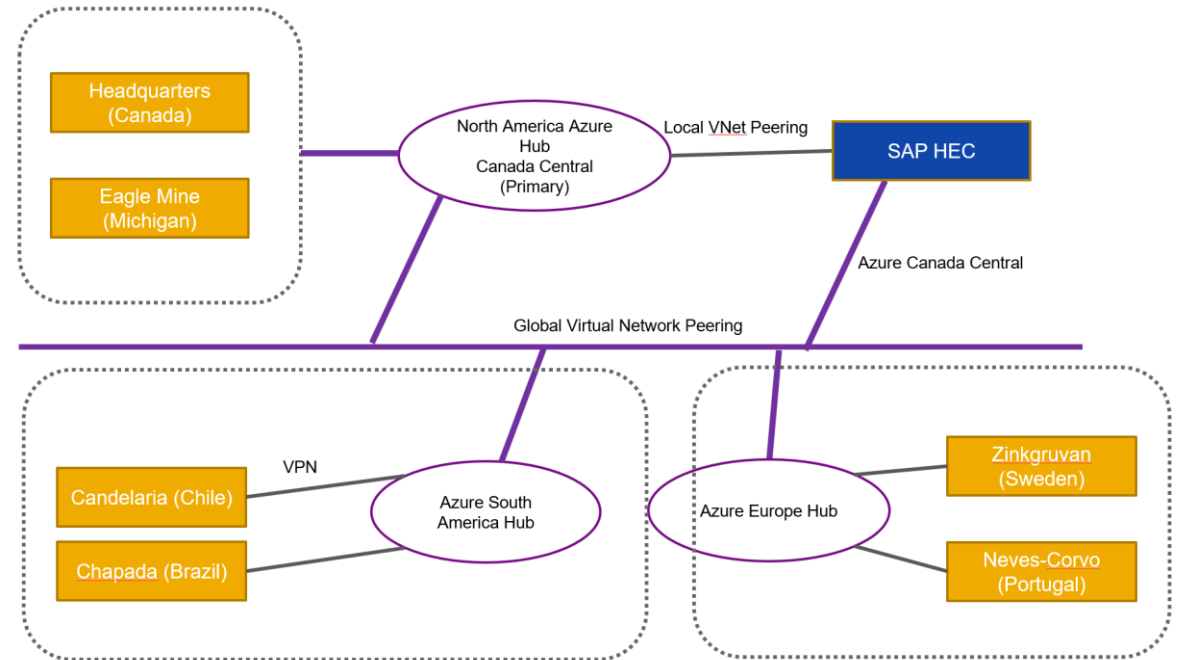 Headquarters
(Canada)
Eagle Mine
(Michigan)
North America Azure
Hub
Canada Central
(Primary)
Local VNet Peering
SAP HEC
Azure Canada Central
Global Virtual Network Peering
VPN
Candelaria (Chile)
Chapada (Brazil)
Azure South
America Hub
Azure Europe Hub
Zinkgruvan
(Sweden)
Neves-Corvo
(Portugal)